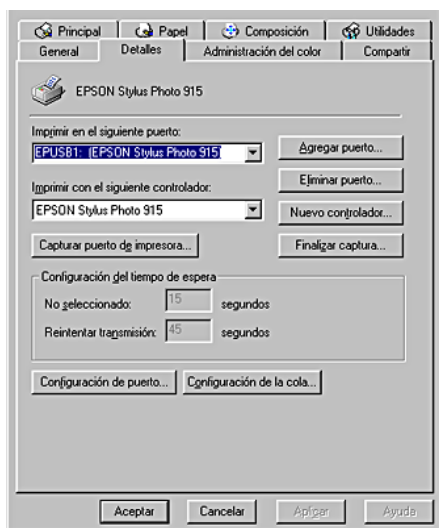 Principal Papel Composición Utilidades
General Detalles Administración del color Compartir
EPSON Stylus Photo 915
Imprimir en el siguiente puerto:
EPUSB1: (EPSON Stylus Photo 915) Agregar puerto...
Eliminar puerto...
Imprimir con el siguiente controlador:
EPSON Stylus Photo 915 Nuevo controlador...
Capturar puerto de impresora... Finalizar captura...
Configuración del tiempo de espera
No seleccionado: 15 segundos
Reintentar transmisión: 45 segundos
Configuración de puerto... Configuración de la cola...
Aceptar Cancelar Aplicar Ayuda